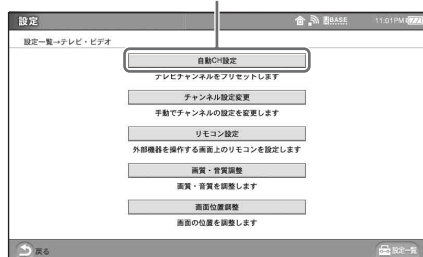 設定 BASE 11:01PM
設定一覧→テレビ・ビデオ
自動CH設定
テレビチャンネルをプリセットします
チャンネル設定変更
手動でチャンネルの設定を変更します
リモコン設定
外部機器を操作する画面上のリモコンを設定します
画質・音質調整
画質・音質を調整します
画面位置調整
画面の位置を調整します
戻る 設定一覧